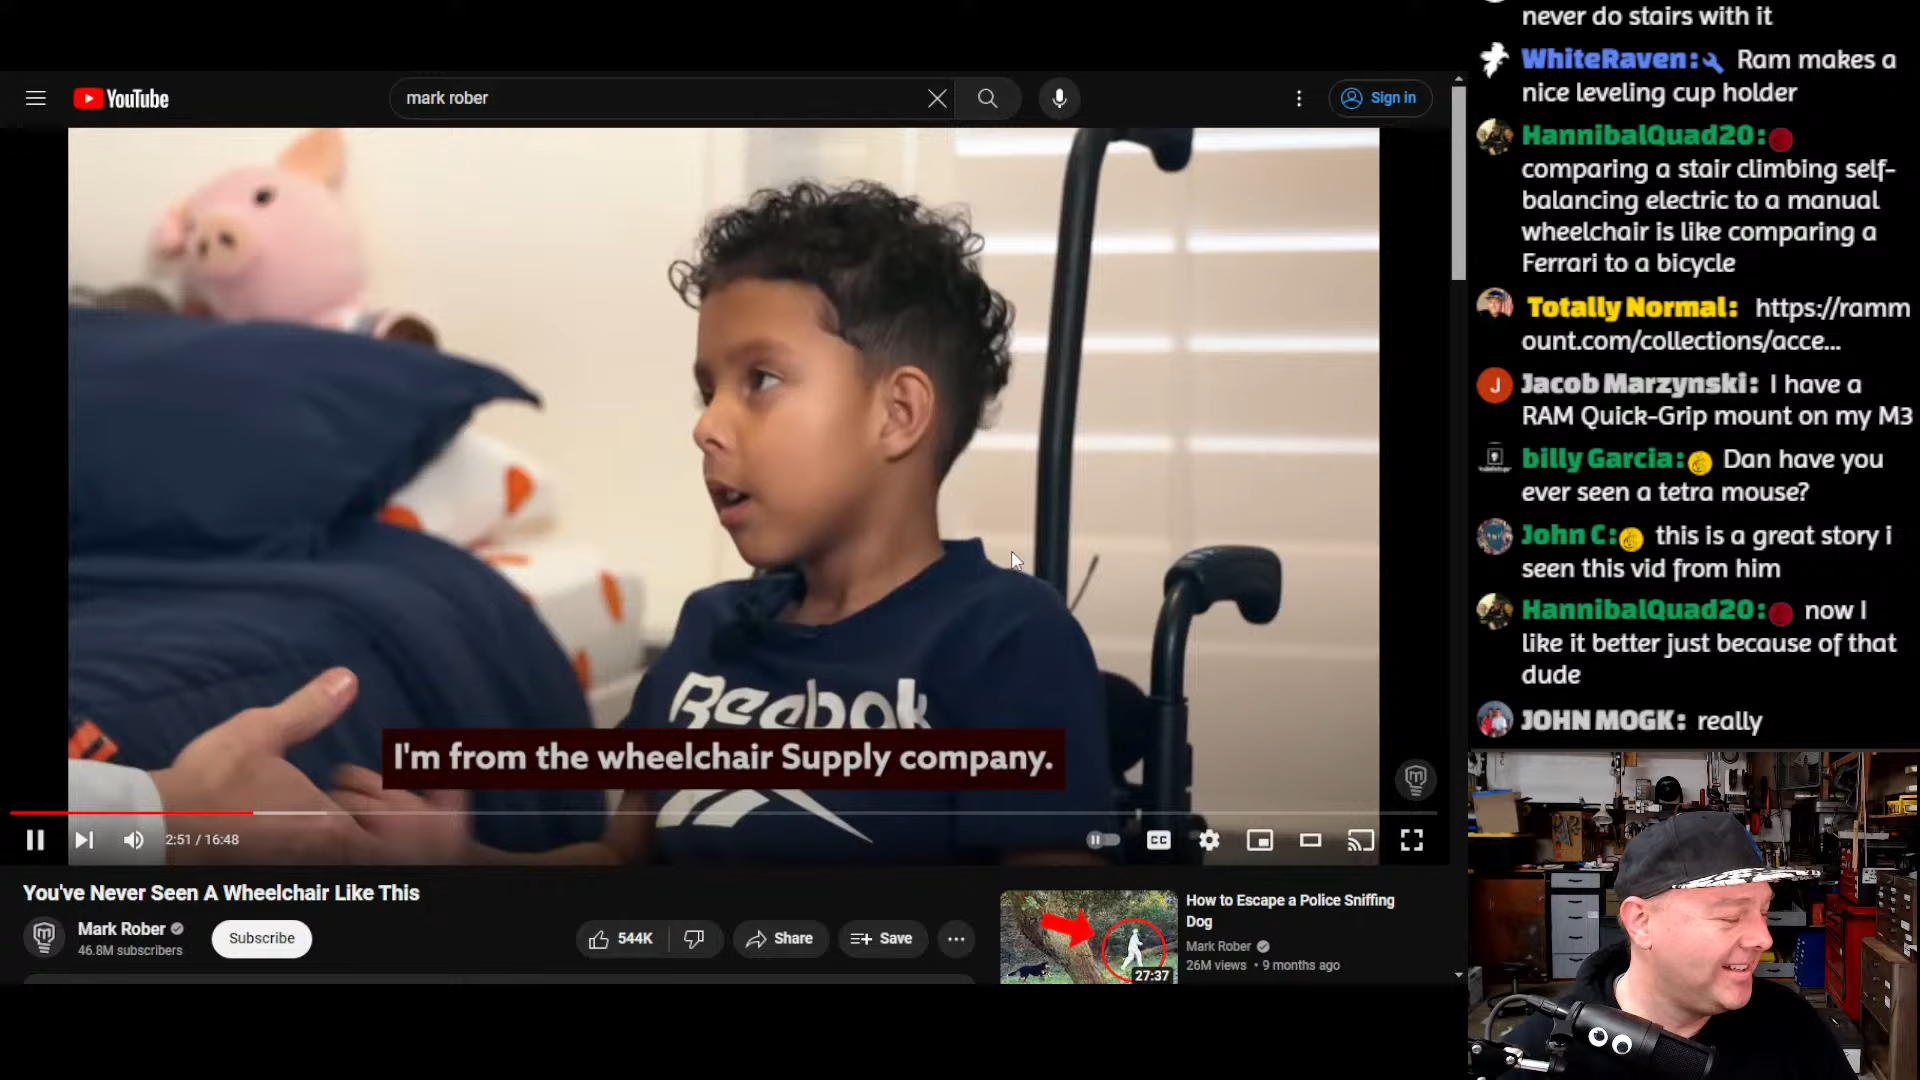 YouTube
mark rober
Sign in
Reebok
I'm from the wheelchair Supply company.
2:51 / 16:48
CC
You've Never Seen A Wheelchair Like This
Mark Rober
46.8M subscribers
Subscribe
544K
Share
Save
27:37
How to Escape a Police Sniffing
Dog
Mark Rober
26M views • 9 months ago
never do stairs with it
WhiteRaven: Ram makes a
nice leveling cup holder
HannibalQuad20:
comparing a stair climbing self-
balancing electric to a manual
wheelchair is like comparing a
Ferrari to a bicycle
Totally Normal: https://ramm
ount.com/collections/acce...
J
Jacob Marzynski: I have a
RAM Quick-Grip mount on my M3
billy Garcia: Dan have you
ever seen a tetra mouse?
John C: this is a great story i
seen this vid from him
HannibalQuad20: now I
like it better just because of that
dude
JOHN MOGK: really